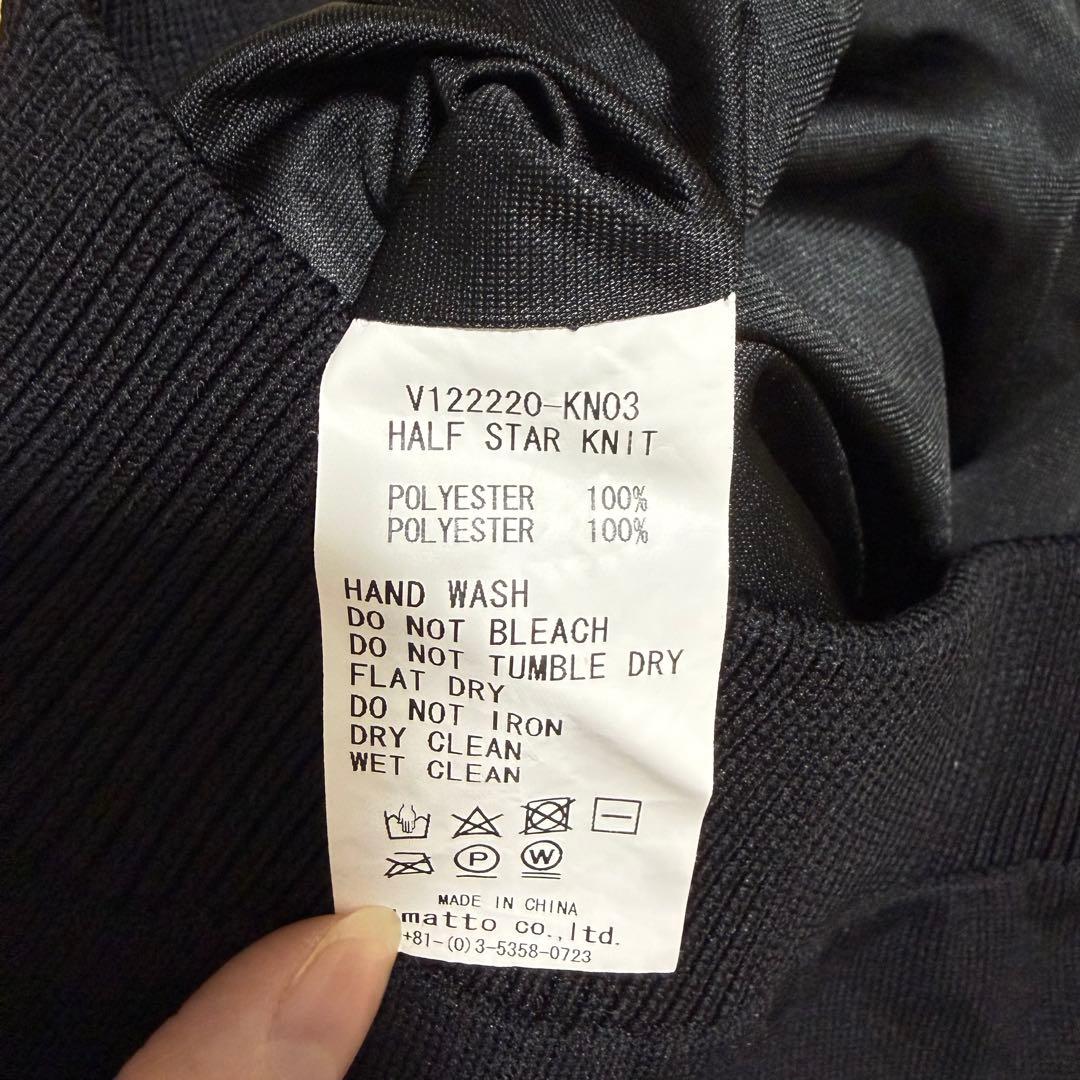 V122220-KN03
HALF STAR KNIT
POLYESTER 100%
POLYESTER 100%
HAND WASH
DO NOT BLEACH
DO NOT TUMBLE DRY
FLAT DRY
DO NOT IRON
DRY CLEAN
WET CLEAN
P W
MADE IN CHINA
co.,ltd.
+81-(0)3-5358-0723